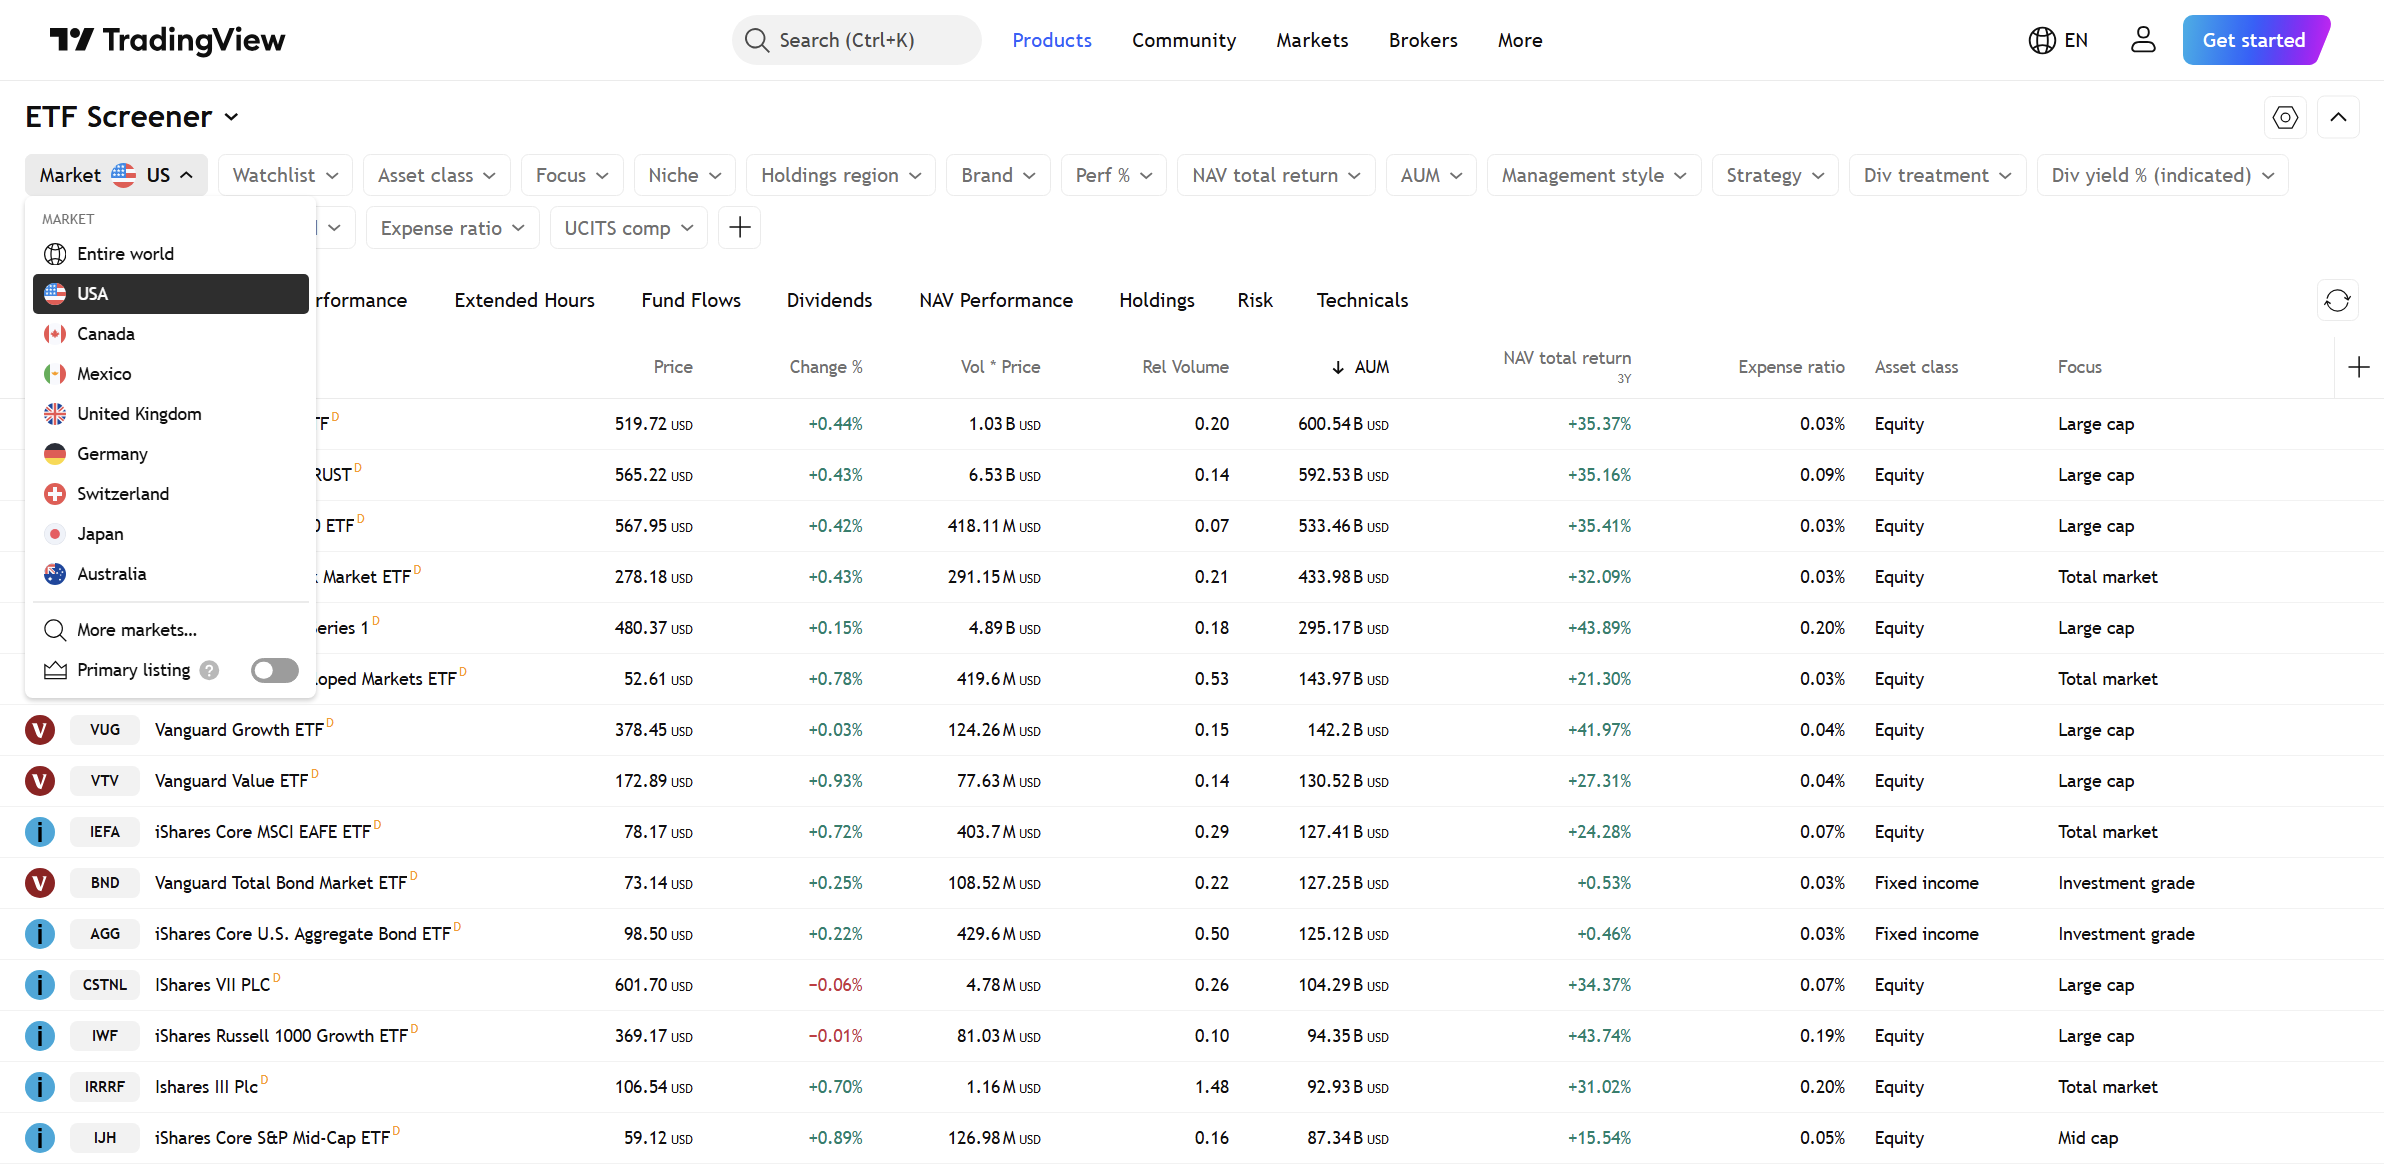 TradingView
Search (Ctrl+K)
Products
Community
Markets
Brokers
More
EN
Get started
ETF Screener
Market US
Watchlist
Asset class
Focus
Niche
Holdings region
Brand
Perf %
NAV total return
AUM
Management style
Strategy
Div treatment
Div yield % (indicated)
Expense ratio
UCITS comp
MARKET
Entire world
USA
Canada
Mexico
United Kingdom
Germany
Switzerland
Japan
Australia
More markets...
Primary listing ?
rformance
Extended Hours
Fund Flows
Dividends
NAV Performance
Holdings
Risk
Technicals
Price Change % Vol * Price Rel Volume AUM NAV total return 3Y Expense ratio Asset class Focus
TF D 519.72 USD +0.44% 1.03 B USD 0.20 600.54 B USD +35.37% 0.03% Equity Large cap
RUST D 565.22 USD +0.43% 6.53 B USD 0.14 592.53 B USD +35.16% 0.09% Equity Large cap
ETF D 567.95 USD +0.42% 418.11 M USD 0.07 533.46 B USD +35.41% 0.03% Equity Large cap
Market ETF D 278.18 USD +0.43% 291.15 M USD 0.21 433.98 B USD +32.09% 0.03% Equity Total market
eries 1 D 480.37 USD +0.15% 4.89 B USD 0.18 295.17 B USD +43.89% 0.20% Equity Large cap
loped Markets ETF D 52.61 USD +0.78% 419.6 M USD 0.53 143.97 B USD +21.30% 0.03% Equity Total market
V VUG Vanguard Growth ETF D 378.45 USD +0.03% 124.26 M USD 0.15 142.2 B USD +41.97% 0.04% Equity Large cap
V VTV Vanguard Value ETF D 172.89 USD +0.93% 77.63 M USD 0.14 130.52 B USD +27.31% 0.04% Equity Large cap
i IEFA iShares Core MSCI EAFE ETF D 78.17 USD +0.72% 403.7 M USD 0.29 127.41 B USD +24.28% 0.07% Equity Total market
V BND Vanguard Total Bond Market ETF D 73.14 USD +0.25% 108.52 M USD 0.22 127.25 B USD +0.53% 0.03% Fixed income Investment grade
i AGG iShares Core U.S. Aggregate Bond ETF D 98.50 USD +0.22% 429.6 M USD 0.50 125.12 B USD +0.46% 0.03% Fixed income Investment grade
i CSTNL IShares VII PLC D 601.70 USD −0.06% 4.78 M USD 0.26 104.29 B USD +34.37% 0.07% Equity Large cap
i IWF iShares Russell 1000 Growth ETF D 369.17 USD −0.01% 81.03 M USD 0.10 94.35 B USD +43.74% 0.19% Equity Large cap
i IRRRF Ishares III Plc D 106.54 USD +0.70% 1.16 M USD 1.48 92.93 B USD +31.02% 0.20% Equity Total market
i IJH iShares Core S&P Mid-Cap ETF D 59.12 USD +0.89% 126.98 M USD 0.16 87.34 B USD +15.54% 0.05% Equity Mid cap